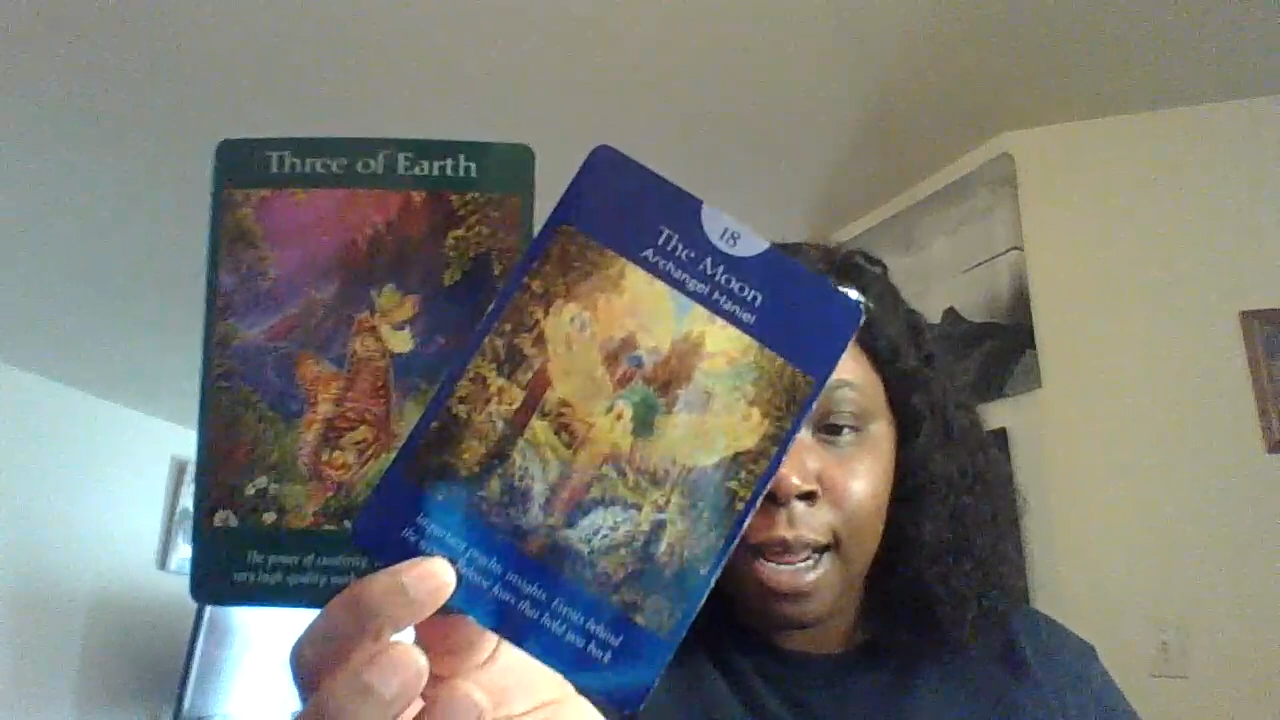 Three of Earth
The power of creativity.
very high quality work
18
The Moon
Archangel Haniel
Important psychic insights. Events behind
the release fears that hold you back